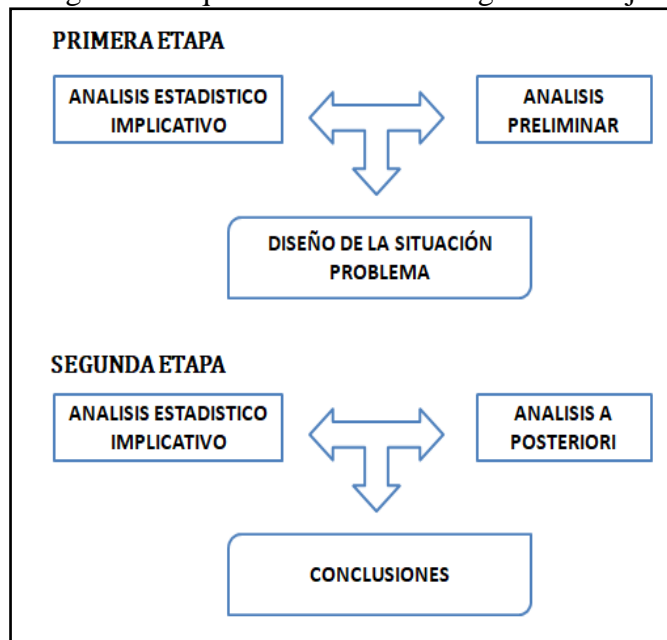 PRIMERA ETAPA
ANALISIS ESTADISTICO
IMPLICATIVO
ANALISIS
PRELIMINAR
DISEÑO DE LA SITUACIÓN
PROBLEMA
SEGUNDA ETAPA
ANALISIS ESTADISTICO
IMPLICATIVO
ANALISIS A
POSTERIORI
CONCLUSIONES